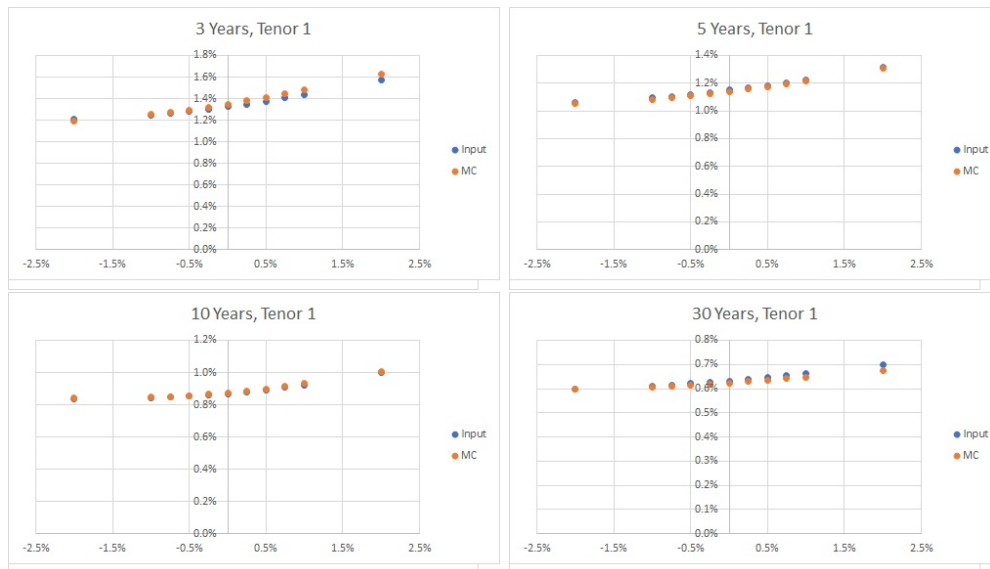 3 Years, Tenor 1
1.8%
1.6%
1.4%
1.2%
1.0%
0.8%
0.6%
0.4%
0.2%
0.0%
-2.5% -1.5% -0.5% 0.5% 1.5% 2.5%
Input
MC
5 Years, Tenor 1
1.4%
1.2%
1.0%
0.8%
0.6%
0.4%
0.2%
0.0%
-2.5% -1.5% -0.5% 0.5% 1.5% 2.5%
Input
MC
10 Years, Tenor 1
1.2%
1.0%
0.8%
0.6%
0.4%
0.2%
0.0%
-2.5% -1.5% -0.5% 0.5% 1.5% 2.5%
Input
MC
30 Years, Tenor 1
0.8%
0.7%
0.6%
0.5%
0.4%
0.3%
0.2%
0.1%
0.0%
-2.5% -1.5% -0.5% 0.5% 1.5% 2.5%
Input
MC